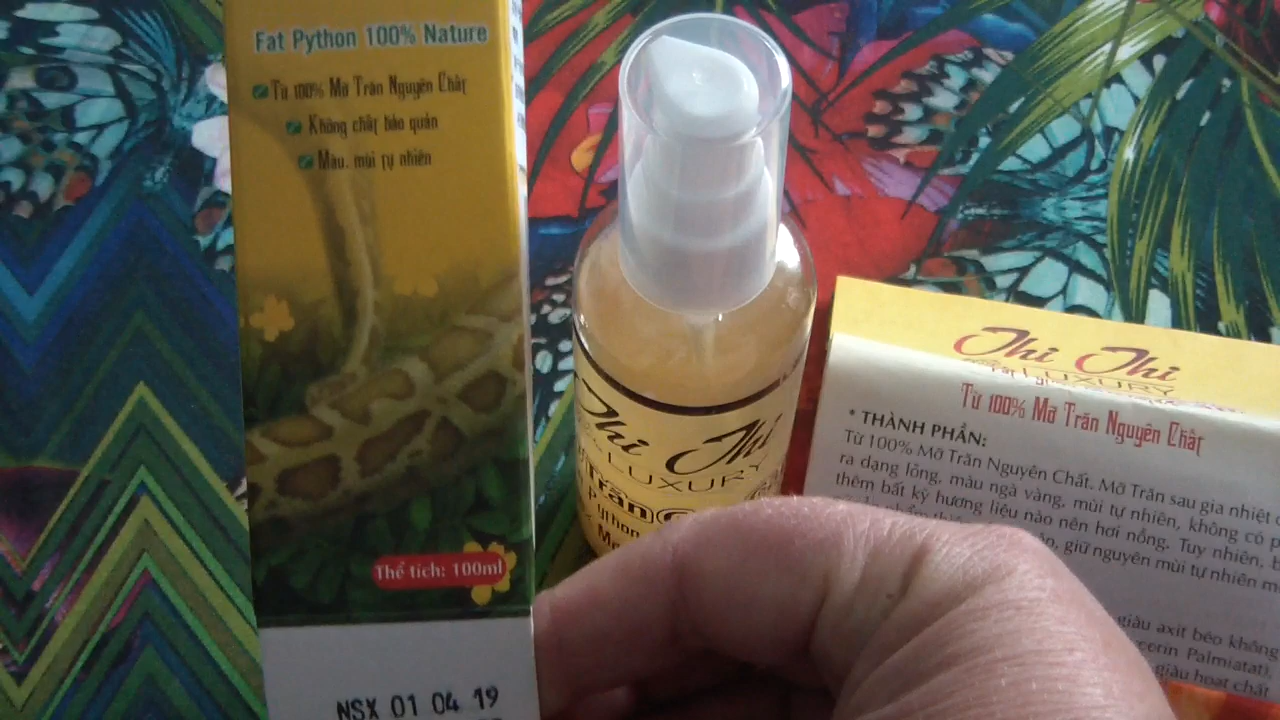 Fat Python 100% Nature
Từ 100% Mỡ Trăn Nguyên Chất
Không chất bảo quản
Màu, mùi tự nhiên
Thể tích: 100ml
NSX 01 04 19
Thi Thi
LUXURY
Trăn
Thi Thi
LUXURY
Từ 100% Mỡ Trăn Nguyên Chất
* THÀNH PHẦN:
Từ 100% Mỡ Trăn Nguyên Chất. Mỡ Trăn sau gia nhiệt
ra dạng lỏng, màu ngà vàng, mùi tự nhiên, không có
thêm bất kỳ hương liệu nào nên hơi nồng. Tuy nhiên,
giữ nguyên mùi tự nhiên
giàu axit béo không
Palmiatat,
giàu hoạt chất